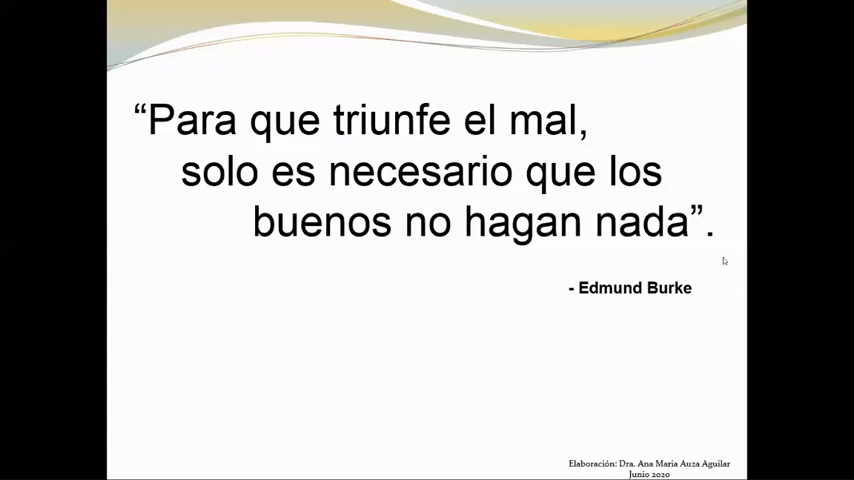 “Para que triunfe el mal,
solo es necesario que los
buenos no hagan nada”.
- Edmund Burke
Elaboración: Dra. Ana Maria Auza Aguilar
Junio 2020